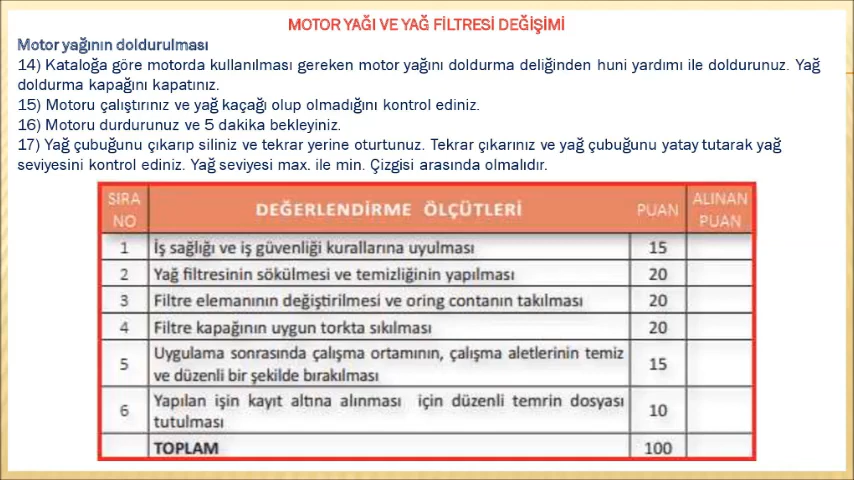 MOTOR YAĞI VE YAĞ FİLTRESİ DEĞİŞİMİ
Motor yağının doldurulması
14) Kataloğa göre motorda kullanılması gereken motor yağını doldurma deliğinden huni yardımı ile doldurunuz. Yağ
doldurma kapağını kapatınız.
15) Motoru çalıştırınız ve yağ kaçağı olup olmadığını kontrol ediniz.
16) Motoru durdurunuz ve 5 dakika bekleyiniz.
17) Yağ çubuğunu çıkarıp siliniz ve tekrar yerine oturtunuz. Tekrar çıkarınız ve yağ çubuğunu yatay tutarak yağ
seviyesini kontrol ediniz. Yağ seviyesi max. ile min. Çizgisi arasında olmalıdır.
SIRA NO DEĞERLENDİRME ÖLÇÜTLERİ PUAN ALINAN PUAN
1 İş sağlığı ve iş güvenliği kurallarına uyulması 15
2 Yağ filtresinin sökülmesi ve temizliğinin yapılması 20
3 Filtre elemanının değiştirilmesi ve oring contanın takılması 20
4 Filtre kapağının uygun torkta sıkılması 20
5 Uygulama sonrasında çalışma ortamının, çalışma aletlerinin temiz
ve düzenli bir şekilde bırakılması 15
6 Yapılan işin kayıt altına alınması için düzenli temrin dosyası
tutulması 10
TOPLAM 100